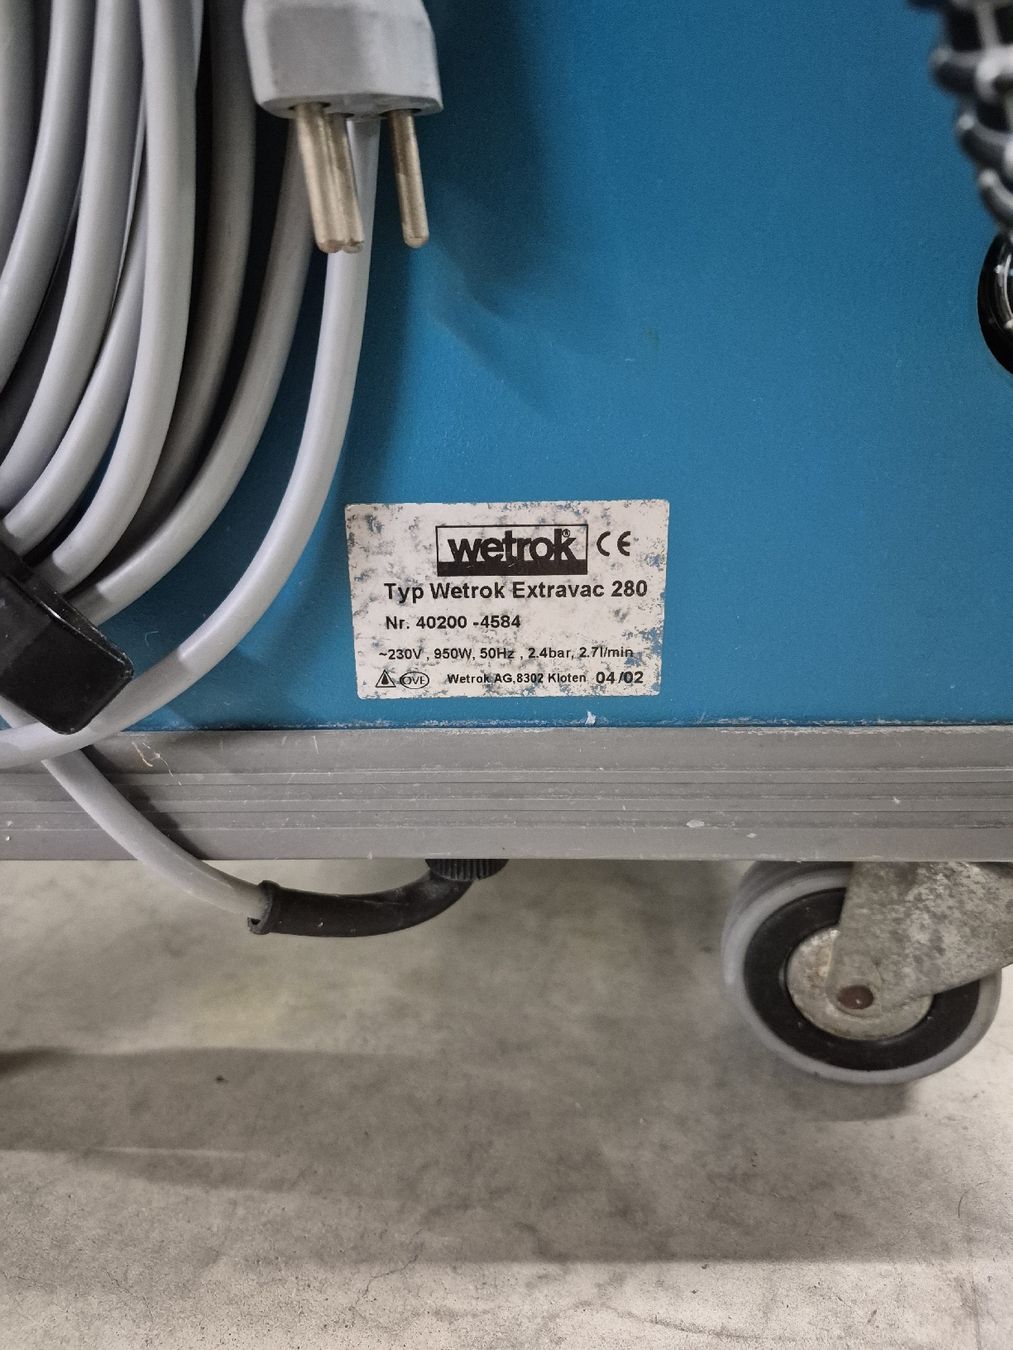 wetrok® CE
Typ Wetrok Extravac 280
Nr. 40200 -4584
~230V, 950W, 50Hz , 2.4bar, 2.7l/min
OVE Wetrok AG,8302 Kloten 04/02